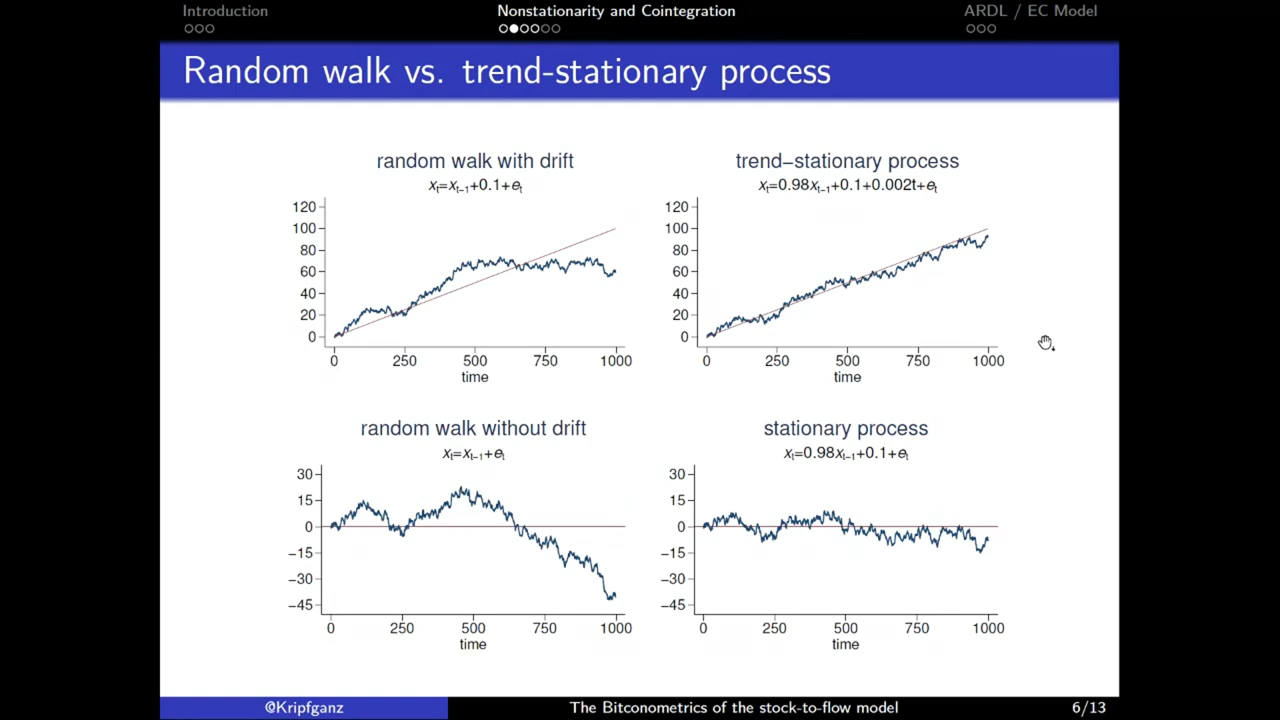 Introduction
Nonstationarity and Cointegration
ARDL / EC Model
Random walk vs. trend-stationary process
random walk with drift
xₜ=xₜ₋₁+0.1+eₜ
120
100
80
60
40
20
0
0 250 500 750 1000
time
trend−stationary process
xₜ=0.98xₜ₋₁+0.1+0.002t+eₜ
120
100
80
60
40
20
0
0 250 500 750 1000
time
random walk without drift
xₜ=xₜ₋₁+eₜ
30
15
0
−15
−30
−45
0 250 500 750 1000
time
stationary process
xₜ=0.98xₜ₋₁+0.1+eₜ
30
15
0
−15
−30
−45
0 250 500 750 1000
time
@Kripfganz
The Bitconometrics of the stock-to-flow model
6/13